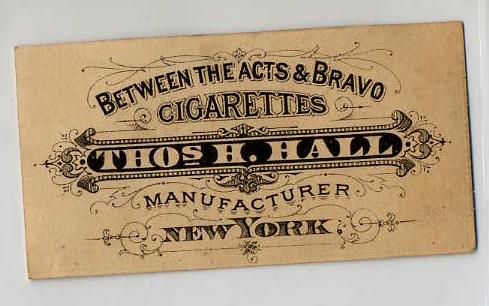 BETWEEN THE ACTS & BRAVO
CIGARETTES
THOS H. HALL
MANUFACTURER
NEW YORK.